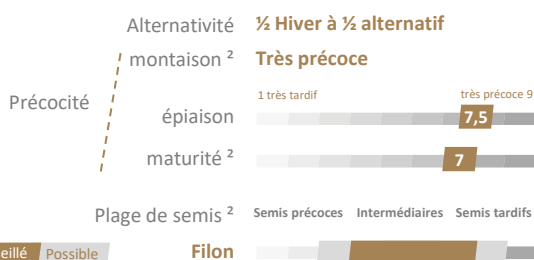 Alternativité ½ Hiver à ½ alternatif
montaison ² Très précoce
Précocité
1 très tardif très précoce 9
épiaison 7,5
maturité ² 7
Plage de semis ² Semis précoces Intermédiaires Semis tardifs
eillé Possible Filon